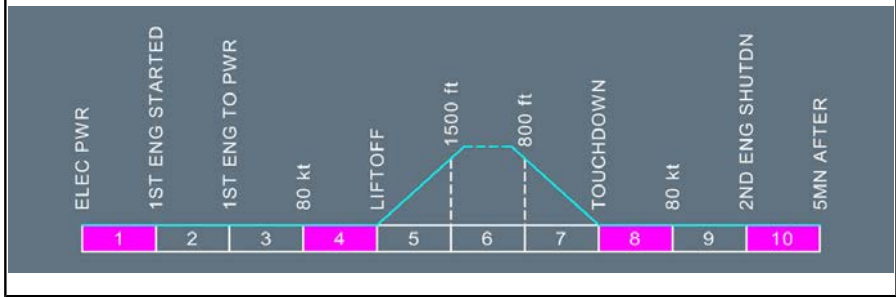 ELEC PWR
1ST ENG STARTED
1ST ENG TO PWR
80 kt
LIFTOFF
1500 ft
800 ft
TOUCHDOWN
80 kt
2ND ENG SHUTDN
5MN AFTER
1 2 3 4 5 6 7 8 9 10